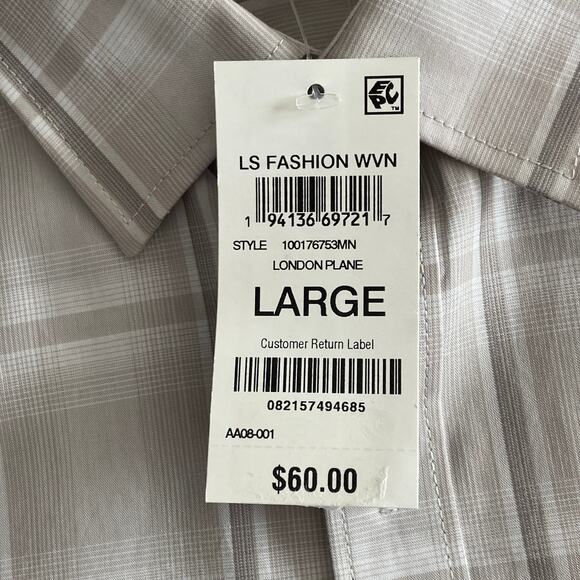 EPC™
LS FASHION WVN
1 94136 69721 7
STYLE 100176753MN
LONDON PLANE
LARGE
Customer Return Label
082157494685
AA08-001
$60.00